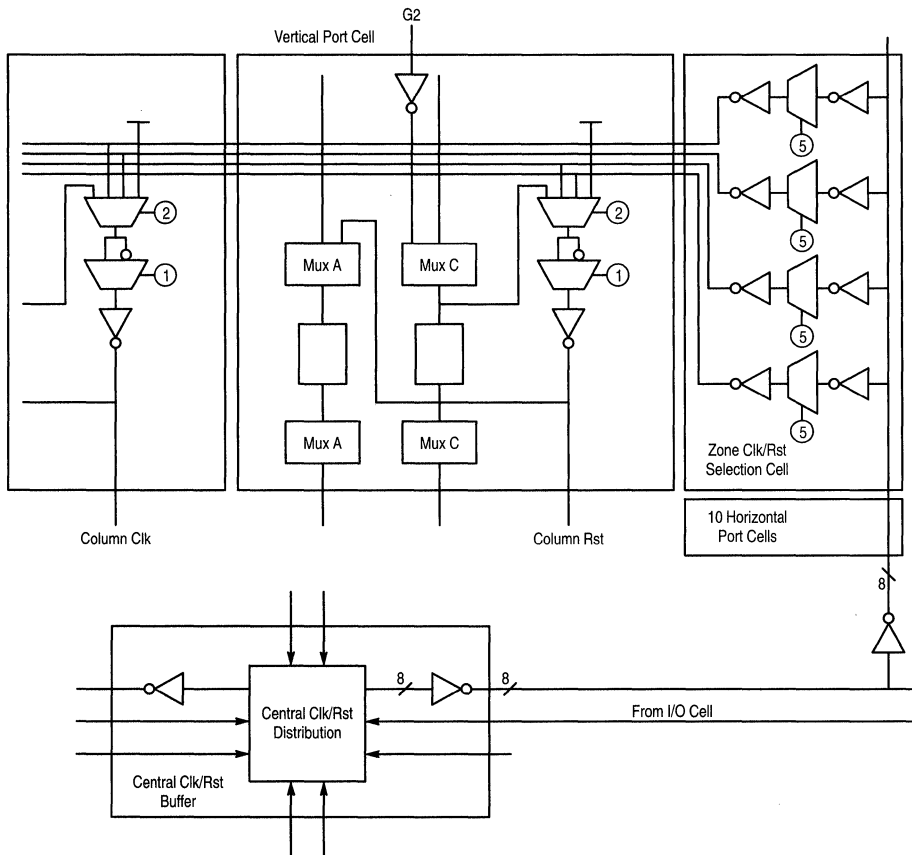 G2
Vertical Port Cell
5
2
2
5
Mux A
Mux C
1
1
5
5
Mux A
Mux C
Zone Clk/Rst
Selection Cell
10 Horizontal
Port Cells
Column Clk
Column Rst
8
8
8
Central Clk/Rst
Distribution
From I/O Cell
Central Clk/Rst
Buffer